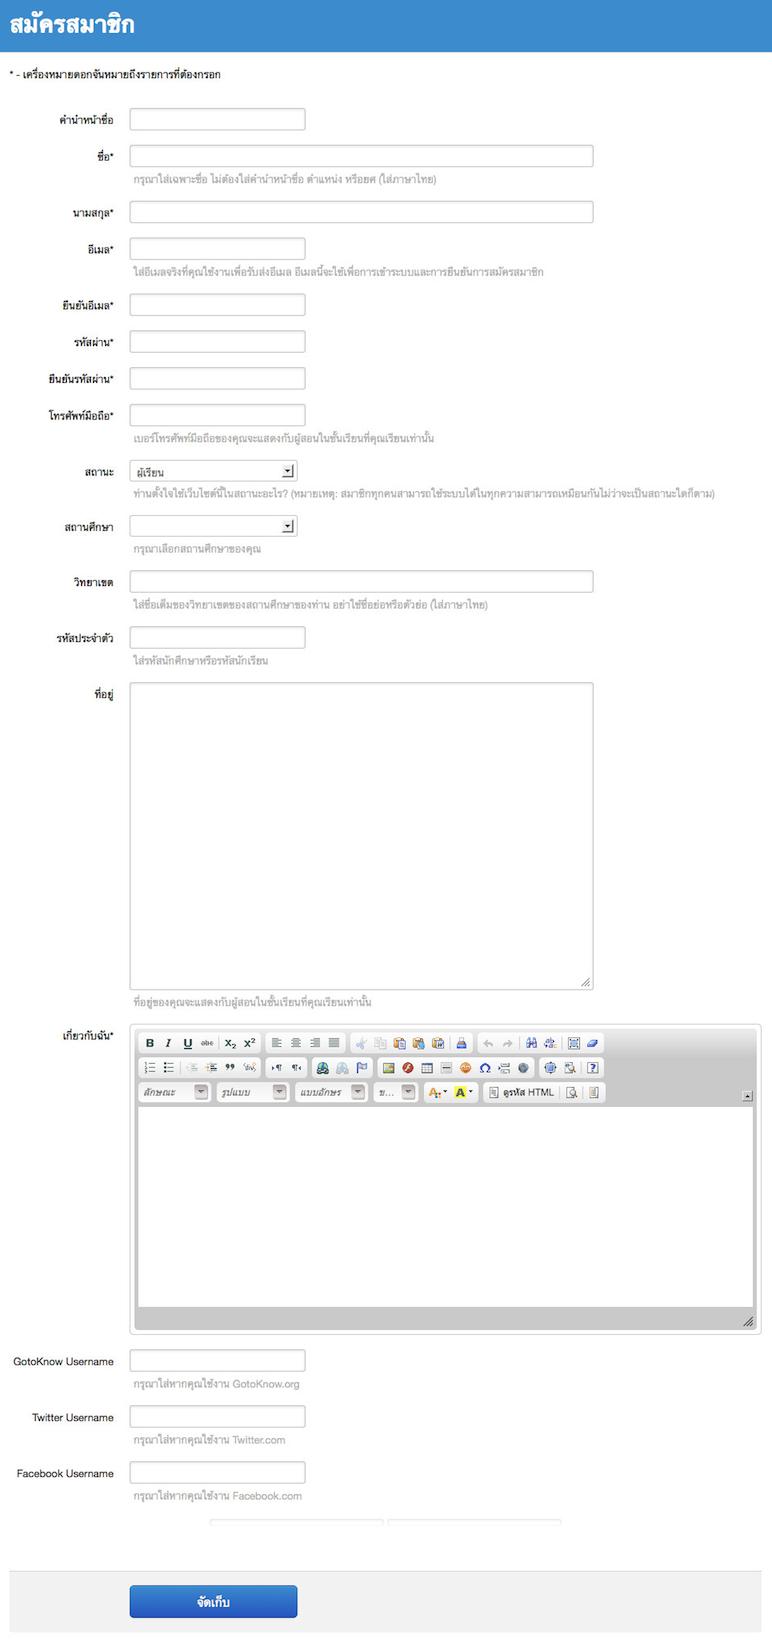 สมัครสมาชิก
* - เครื่องหมายดอกจันหมายถึงรายการที่ต้องกรอก
คำนำหน้าชื่อ
ชื่อ*
กรุณาใส่เฉพาะชื่อ ไม่ต้องใส่คำนำหน้าชื่อ ตำแหน่ง หรือยศ (ใส่ภาษาไทย)
นามสกุล*
อีเมล*
ใส่อีเมลจริงที่คุณใช้งานเพื่อรับส่งอีเมล อีเมลนี้จะใช้เพื่อการเข้าระบบและการยืนยันการสมัครสมาชิก
ยืนยันอีเมล*
รหัสผ่าน*
ยืนยันรหัสผ่าน*
โทรศัพท์มือถือ*
เบอร์โทรศัพท์มือถือของคุณจะแสดงกับผู้สอนในชั้นเรียนที่คุณเรียนเท่านั้น
สถานะ ผู้เรียน
ท่านตั้งใจใช้เว็บไซต์นี้ในสถานะอะไร? (หมายเหตุ: สมาชิกทุกคนสามารถใช้ระบบได้ในทุกความสามารถเหมือนกันไม่ว่าจะเป็นสถานะใดก็ตาม)
สถานศึกษา
กรุณาเลือกสถานศึกษาของคุณ
วิทยาเขต
ใส่ชื่อเต็มของวิทยาเขตของสถานศึกษาของท่าน อย่าใช้ชื่อย่อหรือตัวย่อ (ใส่ภาษาไทย)
รหัสประจำตัว
ใส่รหัสนักศึกษาหรือรหัสนักเรียน
ที่อยู่
ที่อยู่ของคุณจะแสดงกับผู้สอนในชั้นเรียนที่คุณเรียนเท่านั้น
เกี่ยวกับฉัน* B I U abc X₂ X²
ลักษณะ รูปแบบ แบบอักษร ข... A A ดูรหัส HTML
GotoKnow Username
กรุณาใส่หากคุณใช้งาน GotoKnow.org
Twitter Username
กรุณาใส่หากคุณใช้งาน Twitter.com
Facebook Username
กรุณาใส่หากคุณใช้งาน Facebook.com
จัดเก็บ